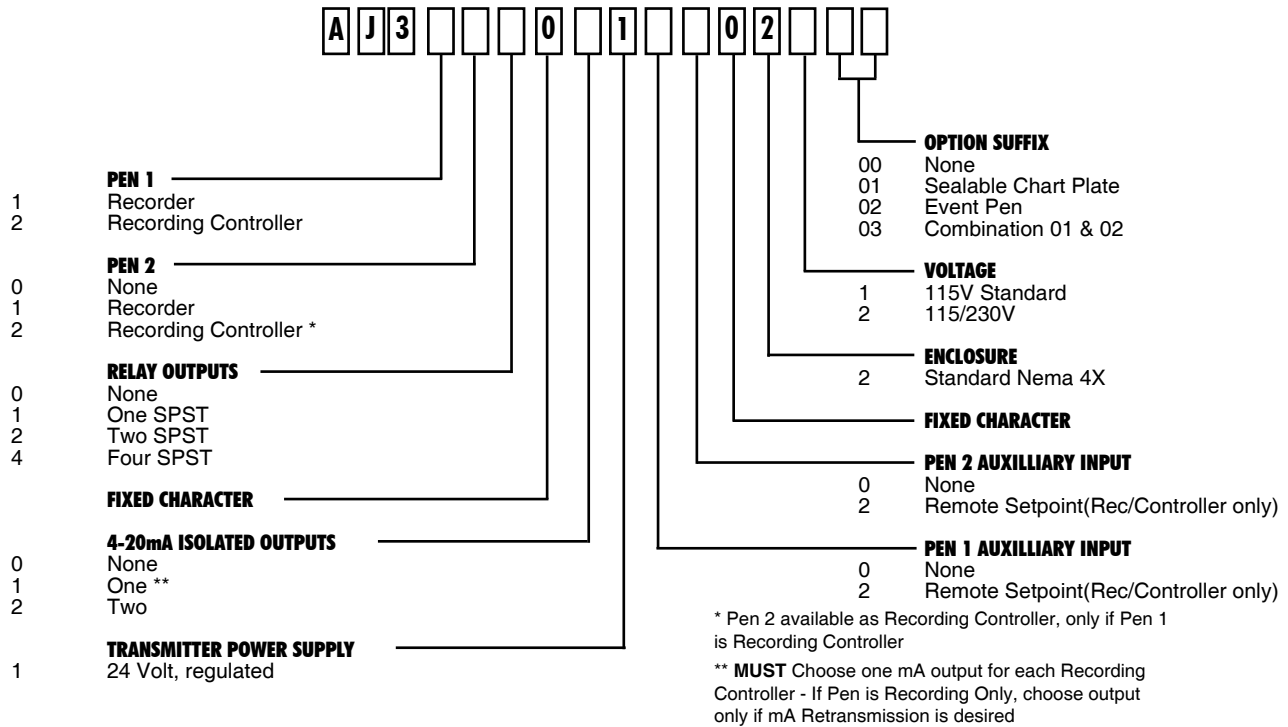 A J 3 0 1 0 2
PEN 1
1 Recorder
2 Recording Controller
PEN 2
0 None
1 Recorder
2 Recording Controller *
RELAY OUTPUTS
0 None
1 One SPST
2 Two SPST
4 Four SPST
FIXED CHARACTER
4-20mA ISOLATED OUTPUTS
0 None
1 One **
2 Two
TRANSMITTER POWER SUPPLY
1 24 Volt, regulated
OPTION SUFFIX
00 None
01 Sealable Chart Plate
02 Event Pen
03 Combination 01 & 02
VOLTAGE
1 115V Standard
2 115/230V
ENCLOSURE
2 Standard Nema 4X
FIXED CHARACTER
PEN 2 AUXILLIARY INPUT
0 None
2 Remote Setpoint(Rec/Controller only)
PEN 1 AUXILLIARY INPUT
0 None
2 Remote Setpoint(Rec/Controller only)
* Pen 2 available as Recording Controller, only if Pen 1
is Recording Controller
** MUST Choose one mA output for each Recording
Controller - If Pen is Recording Only, choose output
only if mA Retransmission is desired